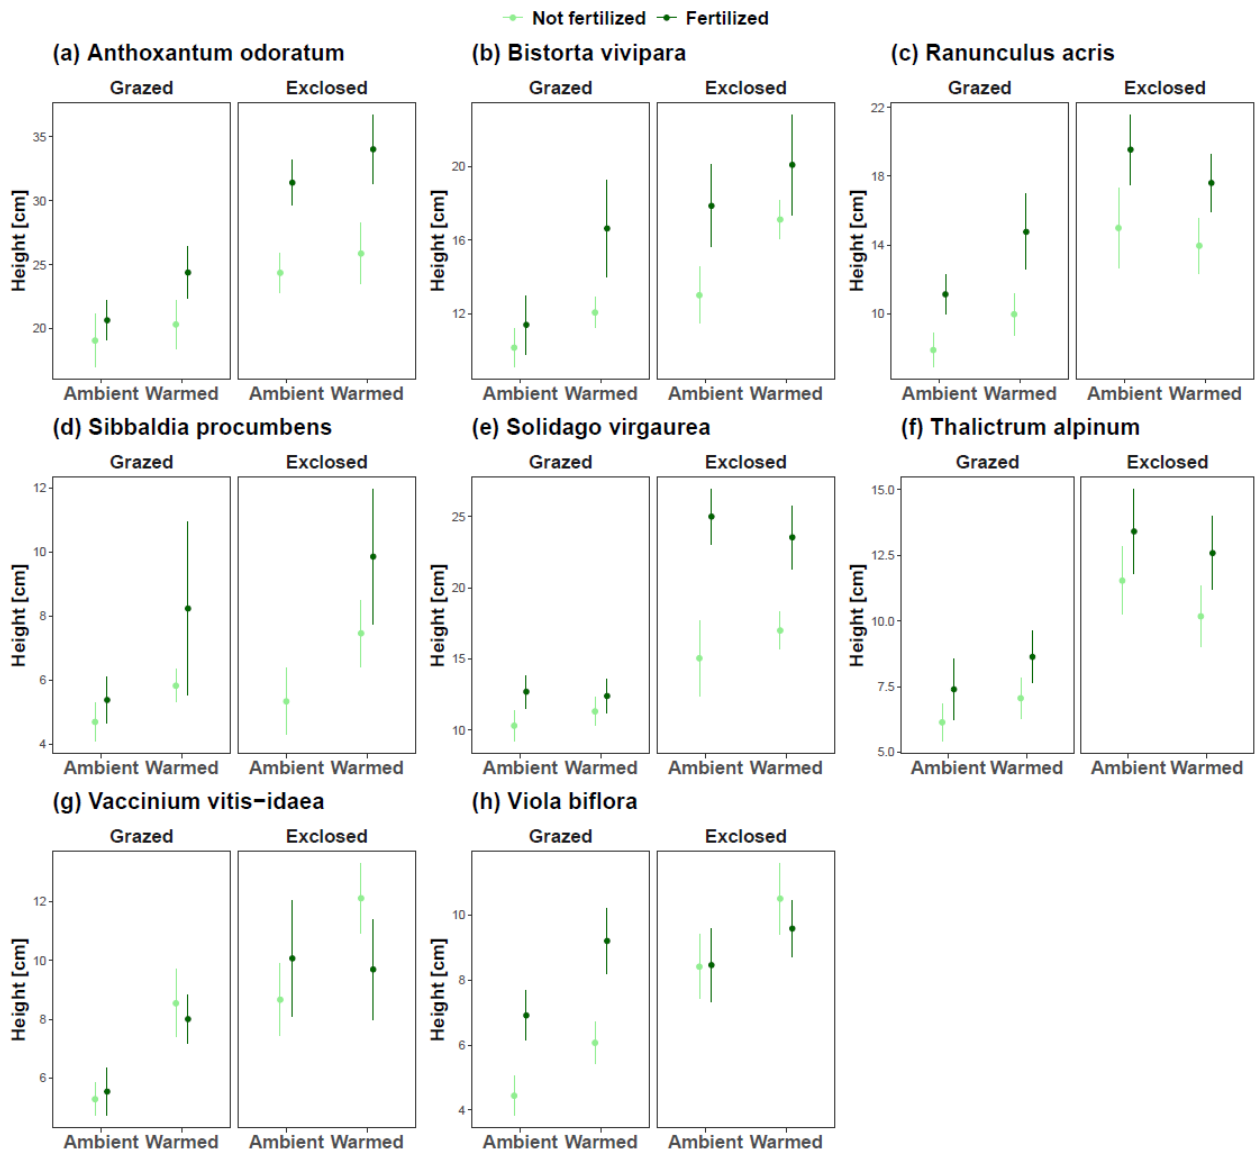 Not fertilized Fertilized
(a) Anthoxantum odoratum
Grazed Exclosed
Height [cm]
35
30
25
20
Ambient Warmed Ambient Warmed
(b) Bistorta vivipara
Grazed Exclosed
Height [cm]
20
16
12
Ambient Warmed Ambient Warmed
(c) Ranunculus acris
Grazed Exclosed
Height [cm]
22
18
14
10
Ambient Warmed Ambient Warmed
(d) Sibbaldia procumbens
Grazed Exclosed
Height [cm]
12
10
8
6
4
Ambient Warmed Ambient Warmed
(e) Solidago virgaurea
Grazed Exclosed
Height [cm]
25
20
15
10
Ambient Warmed Ambient Warmed
(f) Thalictrum alpinum
Grazed Exclosed
Height [cm]
15.0
12.5
10.0
7.5
5.0
Ambient Warmed Ambient Warmed
(g) Vaccinium vitis−idaea
Grazed Exclosed
Height [cm]
12
10
8
6
Ambient Warmed Ambient Warmed
(h) Viola biflora
Grazed Exclosed
Height [cm]
10
8
6
4
Ambient Warmed Ambient Warmed